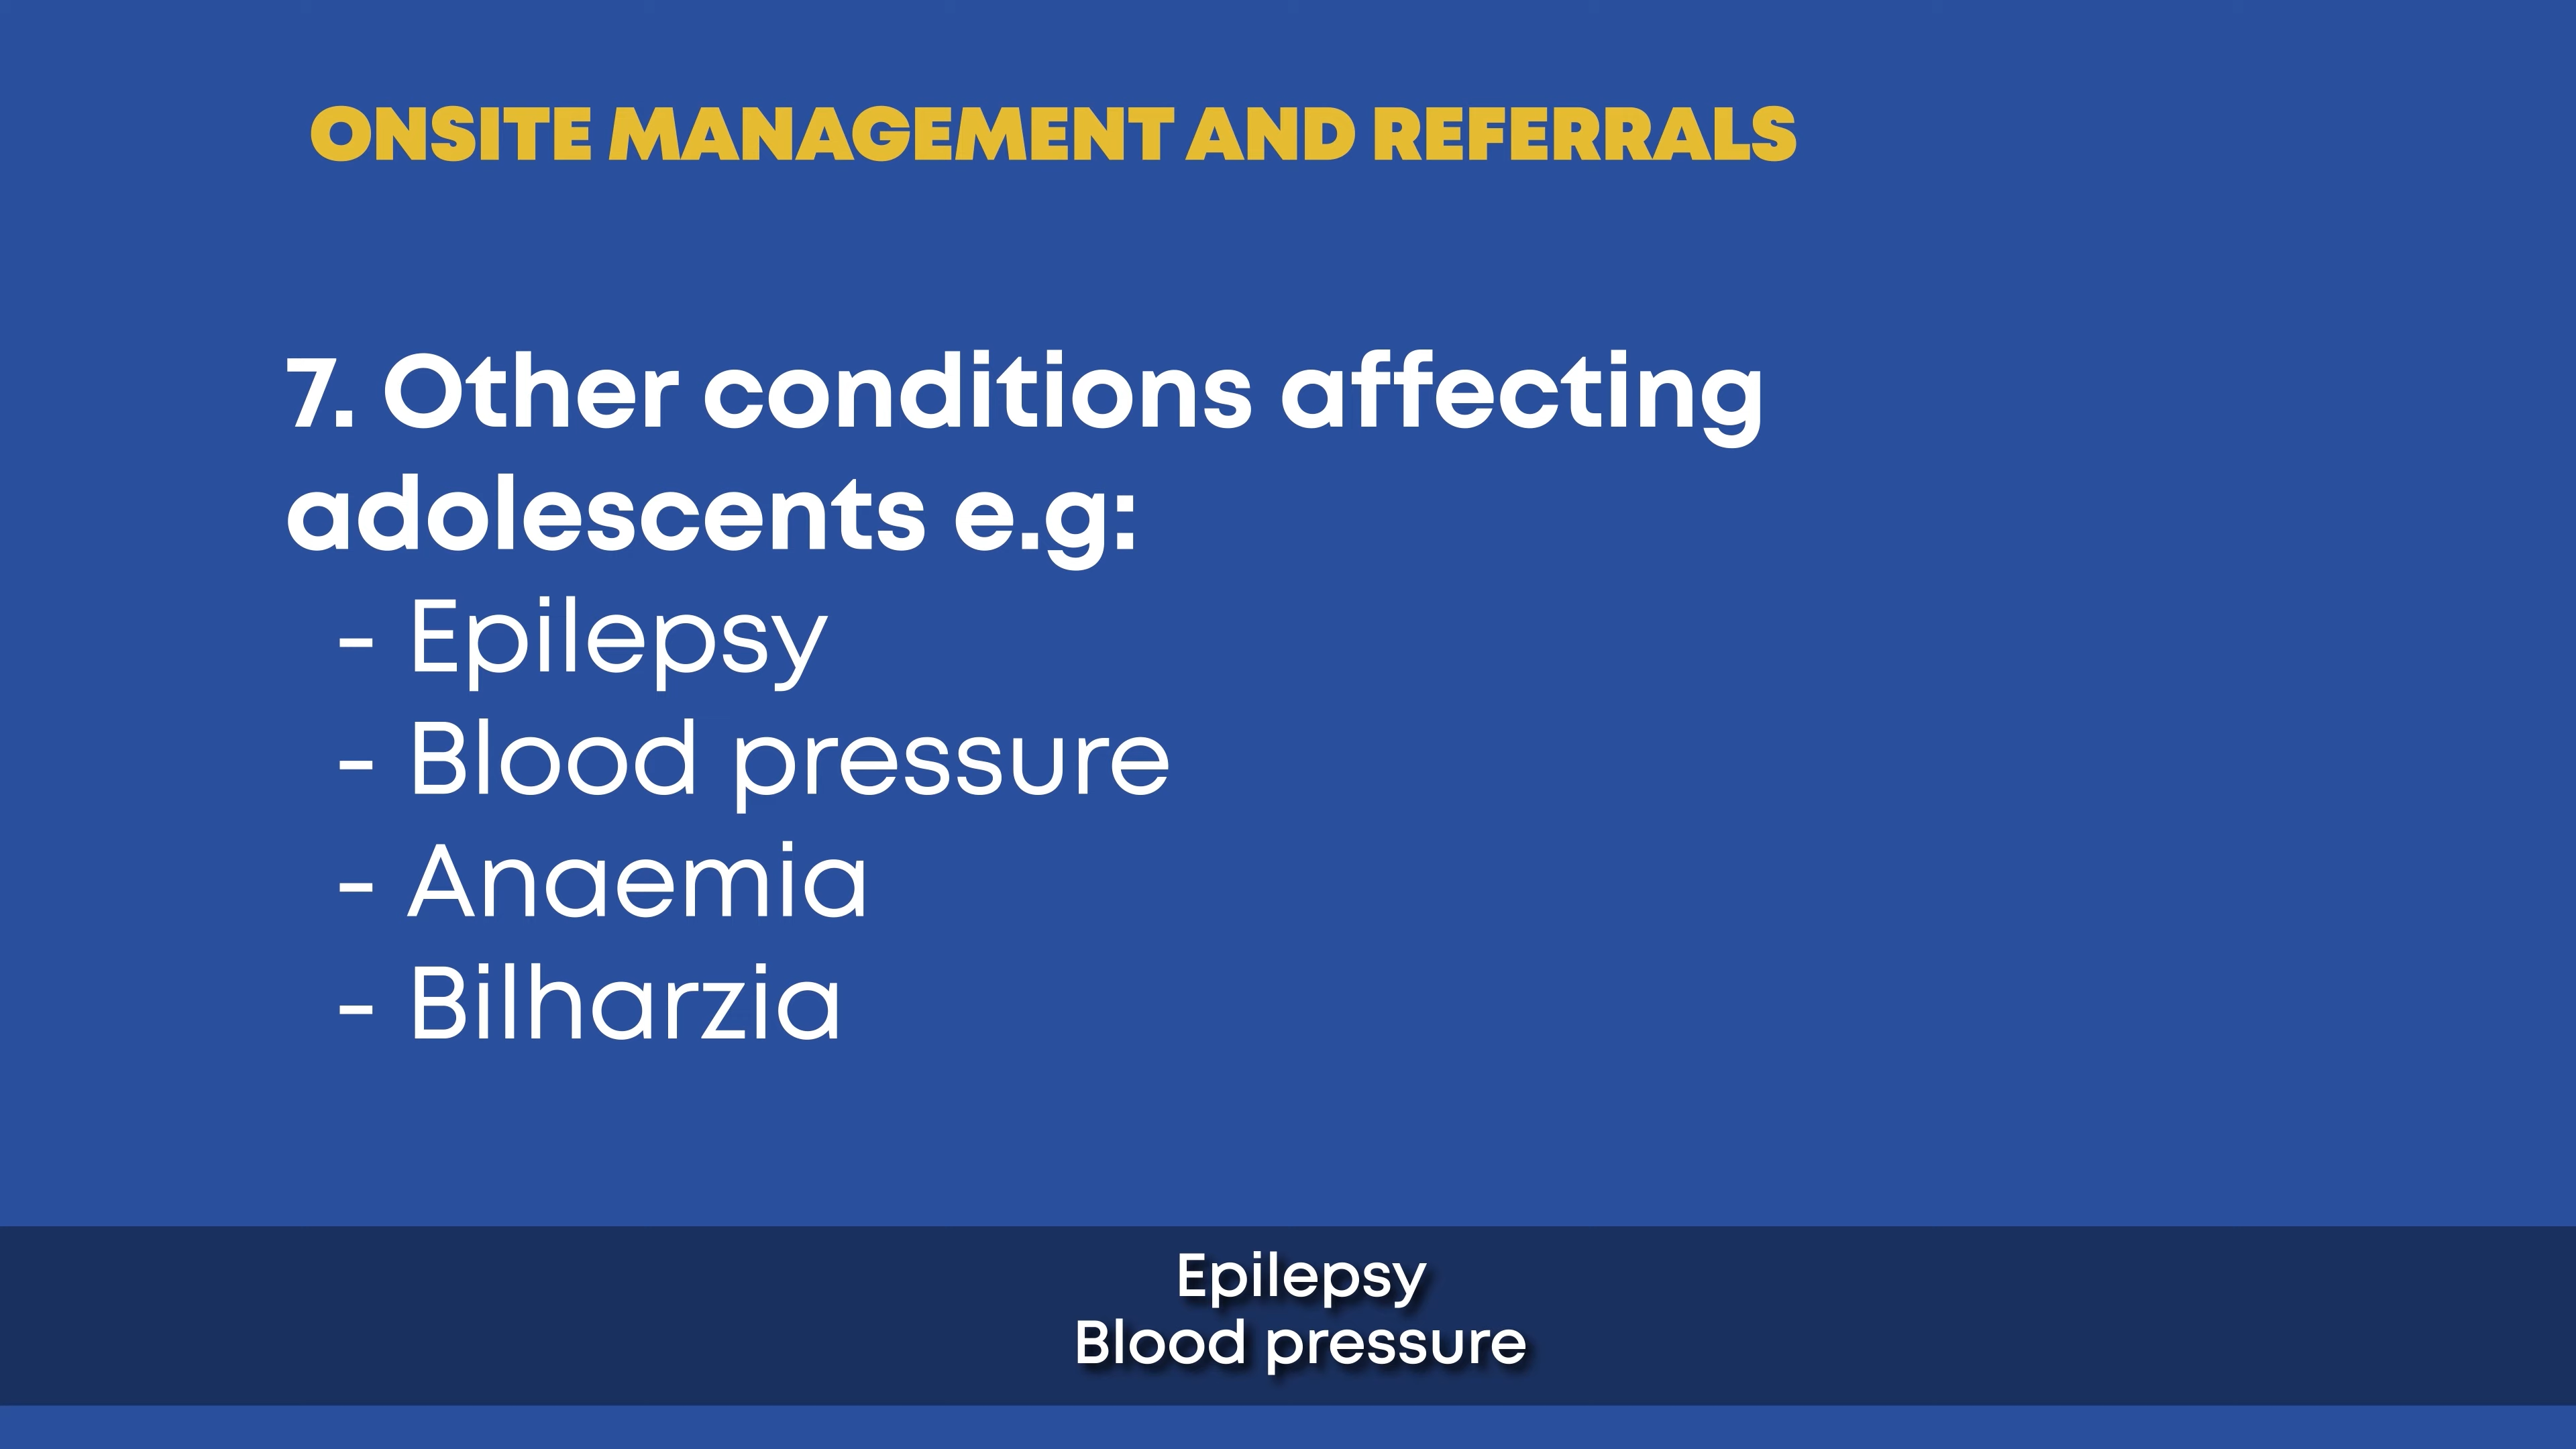 ONSITE MANAGEMENT AND REFERRALS
7. Other conditions affecting
adolescents e.g:
- Epilepsy
- Blood pressure
- Anaemia
- Bilharzia
Epilepsy
Blood pressure